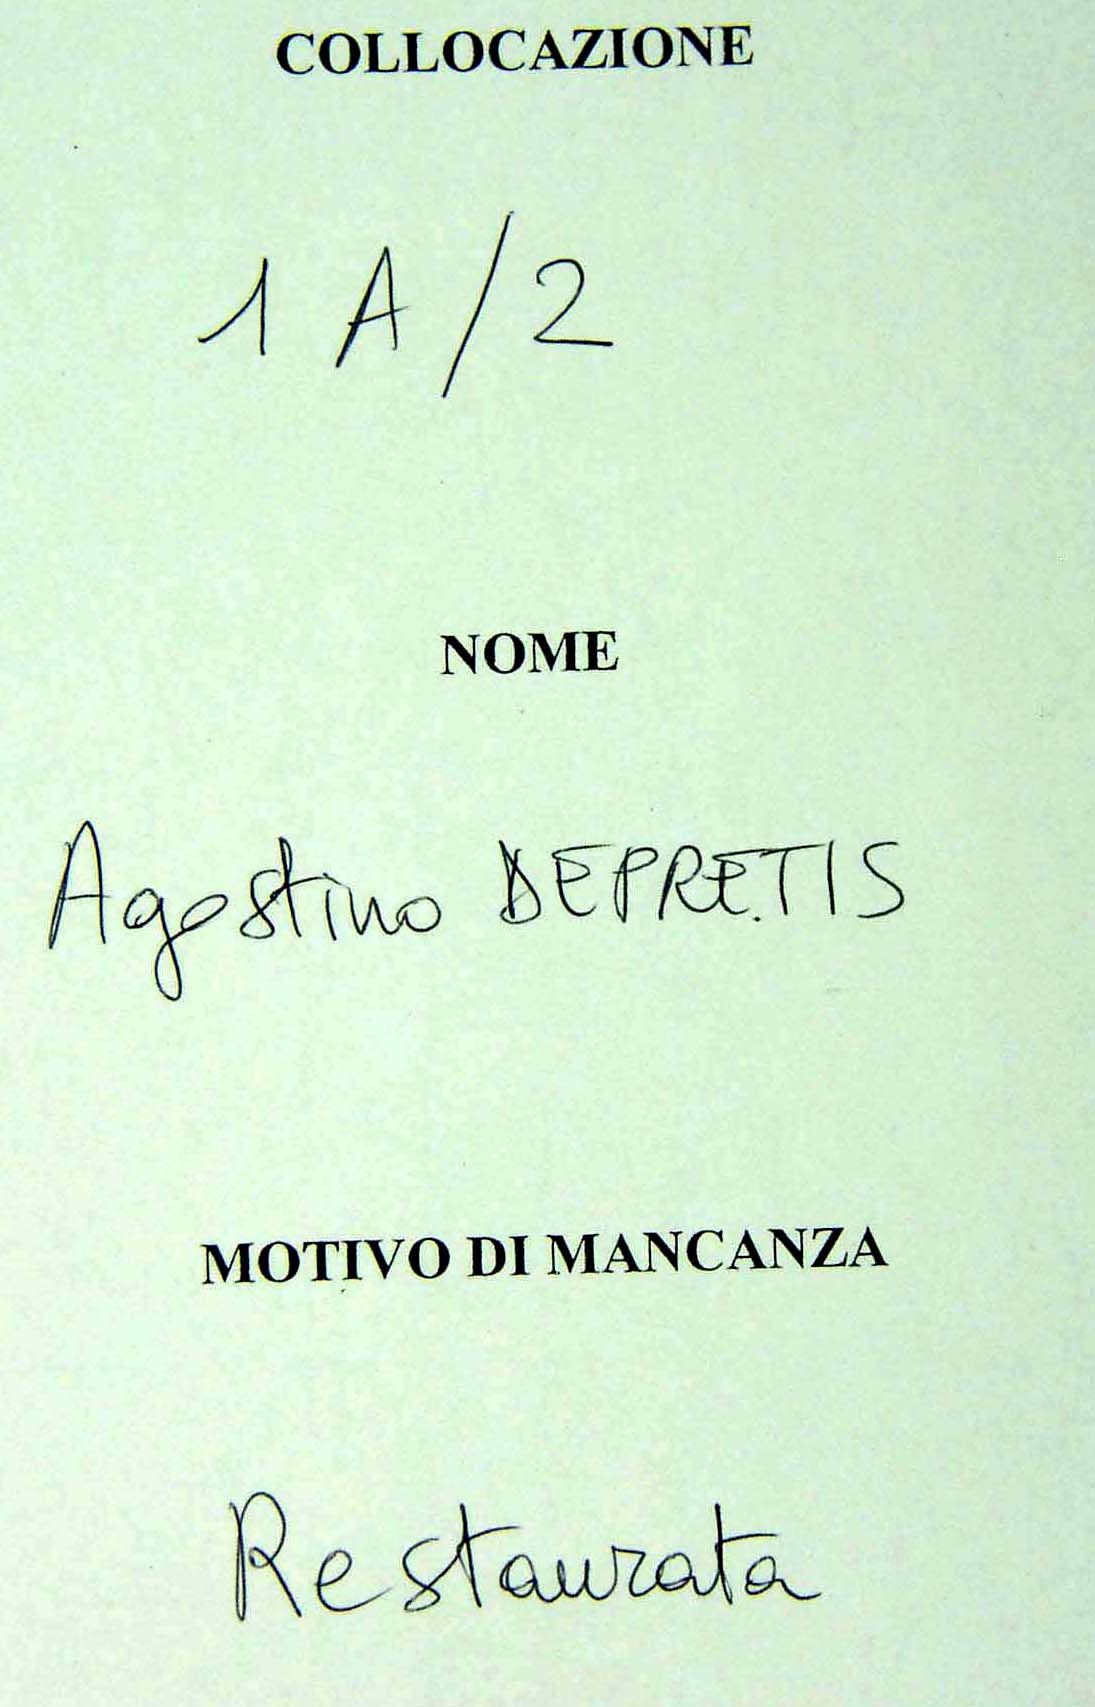 COLLOCAZIONE
1 A/2
NOME
Agostino DEPRETIS
MOTIVO DI MANCANZA
Restaurata